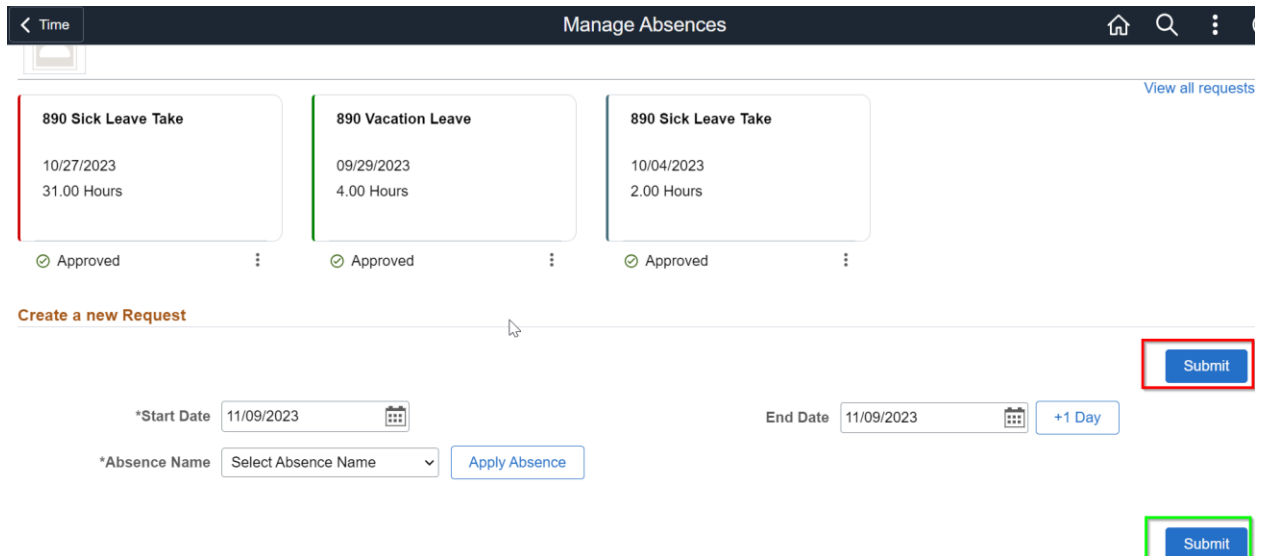 Time
Manage Absences
View all requests
890 Sick Leave Take
10/27/2023
31.00 Hours
Approved
890 Vacation Leave
09/29/2023
4.00 Hours
Approved
890 Sick Leave Take
10/04/2023
2.00 Hours
Approved
Create a new Request
Submit
*Start Date 11/09/2023
End Date 11/09/2023 +1 Day
*Absence Name Select Absence Name Apply Absence
Submit